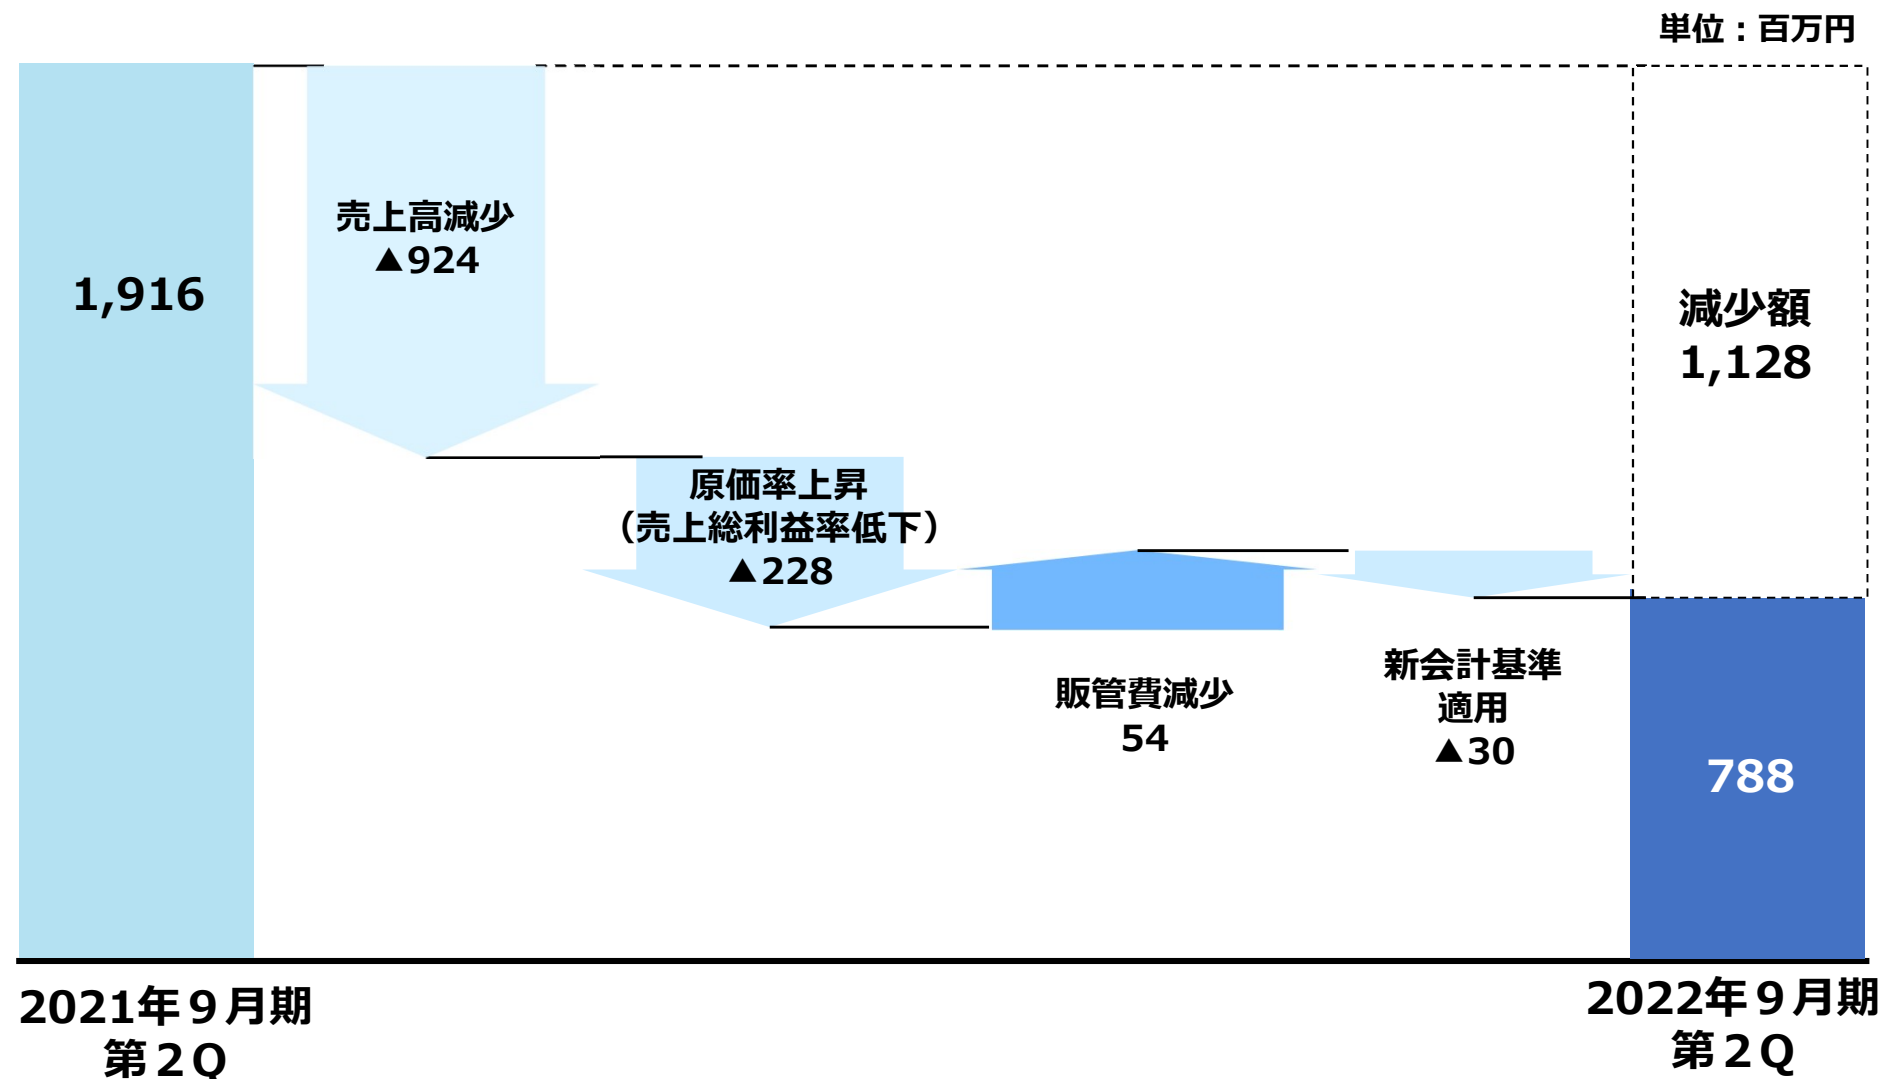 単位：百万円
1,916
売上高減少
▲924
減少額
1,128
原価率上昇
（売上総利益率低下）
▲228
販管費減少
54
新会計基準
適用
▲30
788
2021年９月期
第２Q
2022年９月期
第２Q